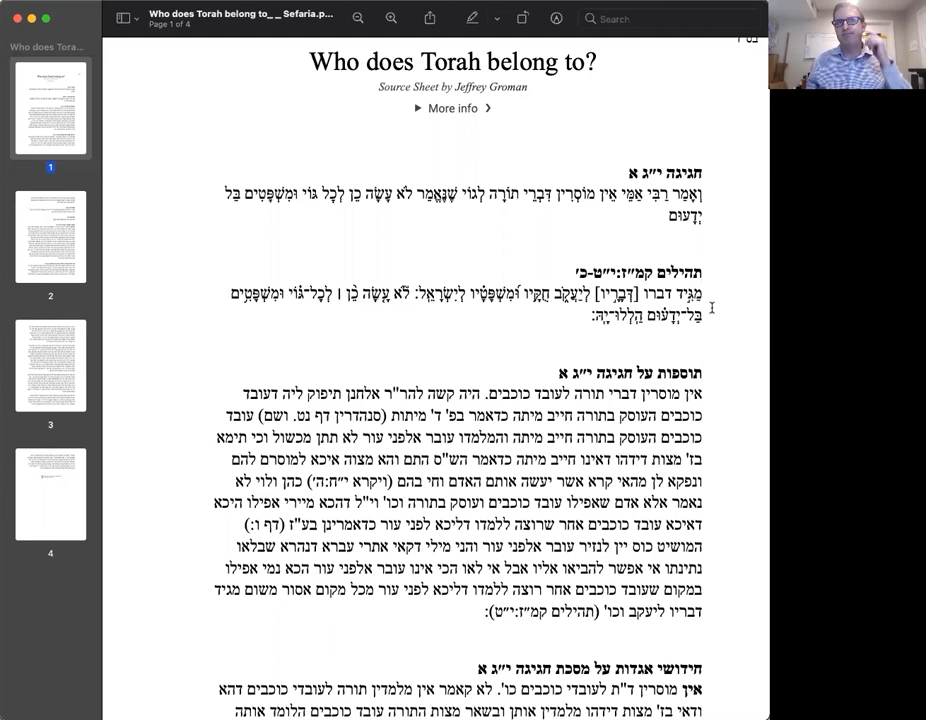 Who does Torah belong to_ _ Sefaria.p...
Page 1 of 4
Search
Who does Tora...
1
2
3
4
Who does Torah belong to?
Source Sheet by Jeffrey Groman
More info
חגיגה י״ג א
וְאָמַר רַבִּי אַמֵּי אֵין מוֹסְרִין דִּבְרֵי תוֹרָה לְגוֹי שֶׁנֶּאֱמַר לֹא עָשָׂה כֵן לְכָל גּוֹי וּמִשְׁפָּטִים בַּל
יְדָעוּם
תהילים קמ״ז:י״ט-כ׳
מַגִּ֣יד דברו [דְּבָרָ֣יו] לְיַעֲקֹ֑ב חֻקָּ֥יו וּ֝מִשְׁפָּטָ֗יו לְיִשְׂרָאֵֽל׃ לֹ֘א עָ֤שָׂה כֵ֨ן ׀ לְכָל־גּ֗וֹי וּמִשְׁפָּטִ֥ים
בַּל־יְדָע֗וּם הַֽלְלוּ־יָֽהּ׃
תוספות על חגיגה י״ג א
אין מוסרין דברי תורה לעובד כוכבים. היה קשה להר"ר אלחנן תיפוק ליה דעובד
כוכבים העוסק בתורה חייב מיתה כדאמר בפ' ד' מיתות (סנהדרין דף נט. ושם) עובד
כוכבים העוסק בתורה חייב מיתה והמלמדו עובר אלפני עור לא תתן מכשול וכי תימא
בז' מצות דידהו דאינו חייב מיתה כדאמר הש"ס התם והא מצוה איכא למוסרם להם
ונפקא לן מהאי קרא אשר יעשה אותם האדם וחי בהם (ויקרא י״ח:ה׳) כהן ולוי לא
נאמר אלא אדם שאפילו עובד כוכבים ועוסק בתורה וכו' וי"ל דהכא מיירי אפילו היכא
דאיכא עובד כוכבים אחר שרוצה ללמדו דליכא לפני עור כדאמרינן בע"ז (דף ו:)
המושיט כוס יין לנזיר עובר אלפני עור והני מילי דקאי אתרי עברא דנהרא שבלאו
נתינתו אי אפשר להביאו אליו אבל אי לאו הכי אינו עובר אלפני עור הכא נמי אפילו
במקום שעובד כוכבים אחר רוצה ללמדו דליכא לפני עור מכל מקום אסור משום מגיד
דבריו ליעקב וכו' (תהילים קמ״ז:י״ט):
חידושי אגדות על מסכת חגיגה י״ג א
אין מוסרין ד"ת לעובדי כוכבים כו'. לא קאמר אין מלמדין תורה לעובדי כוכבים דהא
ודאי בז' מצות דידהו מלמדין אותן ובשאר מצות התורה עובד כוכבים הלומד אותה